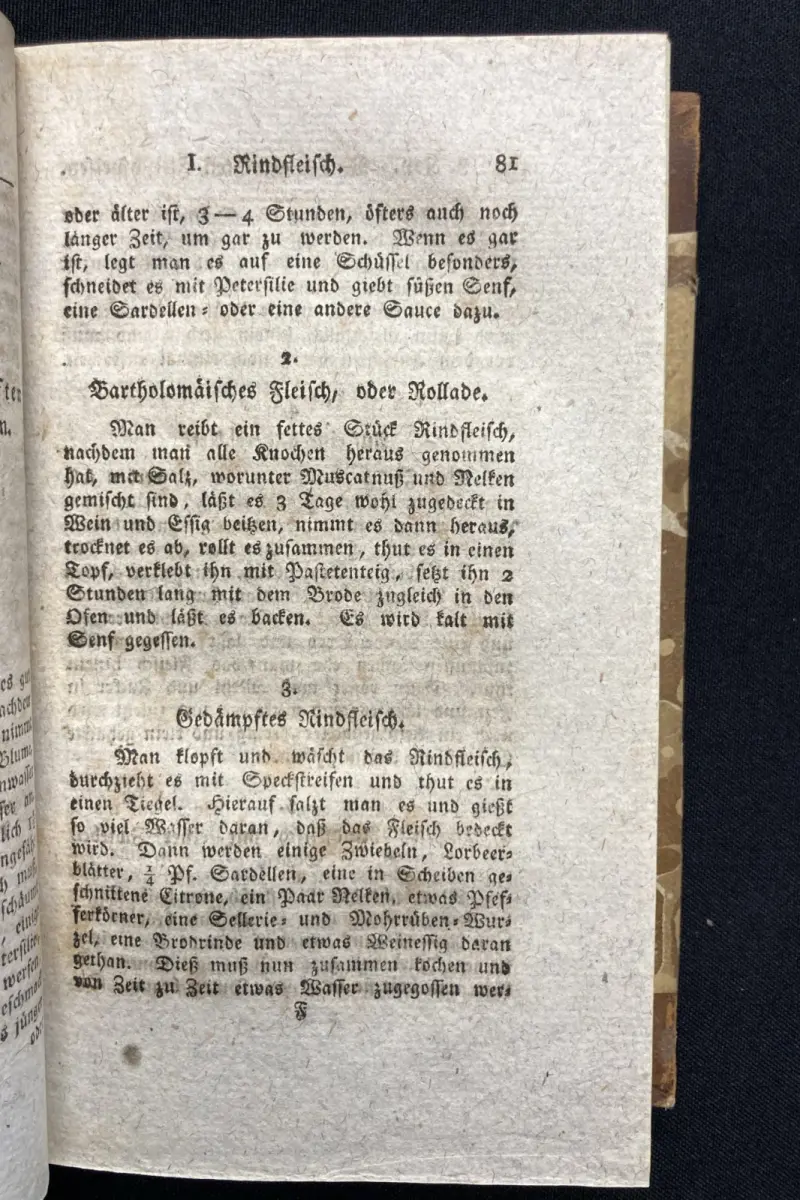 I. Rindfleisch. 81
oder älter ist, 3—4 Stunden, öfters auch noch
länger Zeit, um gar zu werden. Wenn es gar
ist, legt man es auf eine Schüssel besonders,
schneidet es mit Petersilie und giebt süßen Senf,
eine Sardellen- oder eine andere Sauce dazu.
2.
Bartholomäisches Fleisch, oder Rollade.
Man reibt ein fettes Stück Rindfleisch,
nachdem man alle Knochen heraus genommen
hat, mit Salz, worunter Muscatnuß und Nelken
gemischt sind, läßt es 3 Tage wohl zugedeckt in
Wein und Essig beitzen, nimmt es dann heraus,
trocknet es ab, rollt es zusammen, thut es in einen
Topf, verklebt ihn mit Pastetenteig, setzt ihn 2
Stunden lang mit dem Brode zugleich in den
Ofen und läßt es backen. Es wird kalt mit
Senf gegessen.
3.
Gedämpftes Rindfleisch.
Man klopft und wäscht das Rindfleisch,
durchzieht es mit Speckstreifen und thut es in
einen Tiegel. Hierauf salzt man es und gießt
so viel Wasser daran, daß das Fleisch bedeckt
wird. Dann werden einige Zwiebeln, Lorbeer-
blätter, ¼ Pf. Sardellen, eine in Scheiben ge-
schnittene Citrone, ein Paar Nelken, etwas Pfef-
ferkörner, eine Sellerie- und Mohrrüben-Wur-
zel, eine Brodrinde und etwas Weinessig daran
gethan. Dieß muß nun zusammen kochen und
von Zeit zu Zeit etwas Wasser zugegossen wer-
F